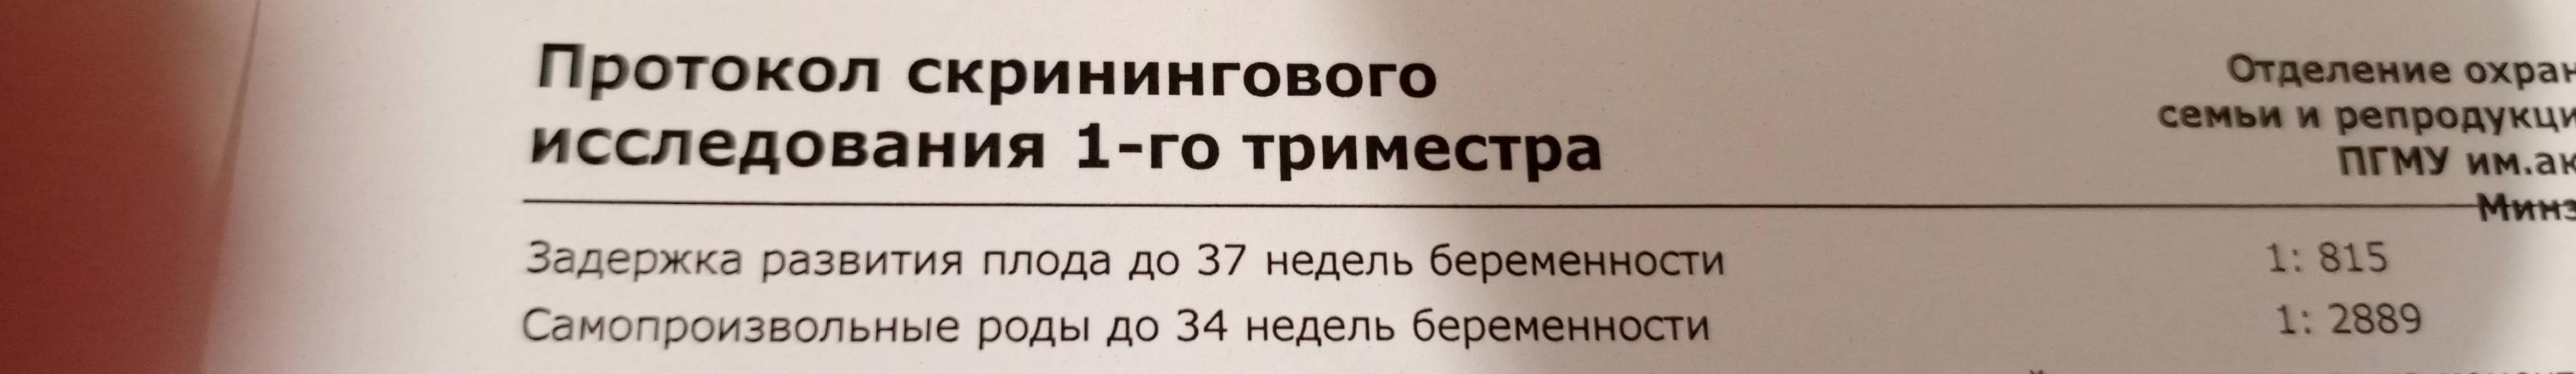 Протокол скринингового
исследования 1-го триместра
Отделение охран
семьи и репродукци
ПГМУ им.ак
Минз
Задержка развития плода до 37 недель беременности 1: 815
Самопроизвольные роды до 34 недель беременности 1: 2889